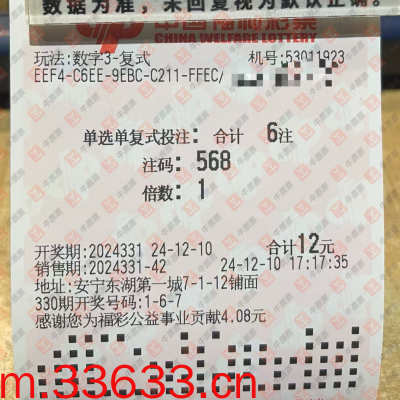 数据为准，未回复视为默认正确。
中国福利彩票
CHINA WELFARE LOTTERY
玩法:数字3-复式 机号:53011923
EEF4-C6EE-9EBC-C211-FFEC/
单选单复式投注: 合计 6注
注码: 568
倍数: 1
开奖期:2024331 24-12-10 合计12元
销售期:2024331-42 24-12-10 17:17:35
地址:安宁东湖第一城7-1-12铺面
330期开奖号码:1-6-7
感谢您为福彩公益事业贡献4.08元
m.33633.cn